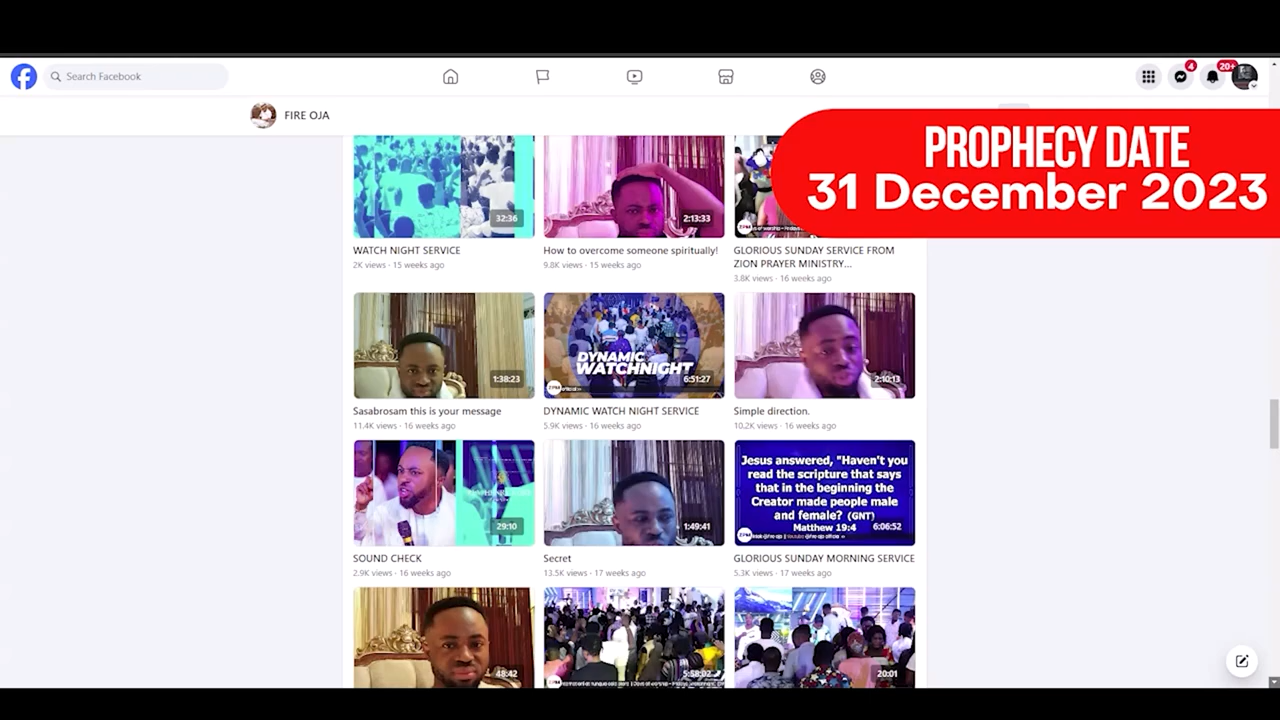 Search Facebook
4
20+
FIRE OJA
PROPHECY DATE
31 December 2023
32:36
2:13:33
WATCH NIGHT SERVICE
2K views · 15 weeks ago
How to overcome someone spiritually!
9.8K views · 15 weeks ago
GLORIOUS SUNDAY SERVICE FROM
ZION PRAYER MINISTRY...
3.8K views · 16 weeks ago
1:38:23
DYNAMIC
WATCHNIGHT
6:51:27
2:10:13
Sasabrosam this is your message
11.4K views · 16 weeks ago
DYNAMIC WATCH NIGHT SERVICE
5.9K views · 16 weeks ago
Simple direction.
10.2K views · 16 weeks ago
29:10
1:49:41
Jesus answered, "Haven't you
read the scripture that says
that in the beginning the
Creator made people male
and female? (GNT)
Matthew 19:4
6:06:52
SOUND CHECK
2.9K views · 16 weeks ago
Secret
13.5K views · 17 weeks ago
GLORIOUS SUNDAY MORNING SERVICE
5.3K views · 17 weeks ago
48:42
5:58:02
20:01